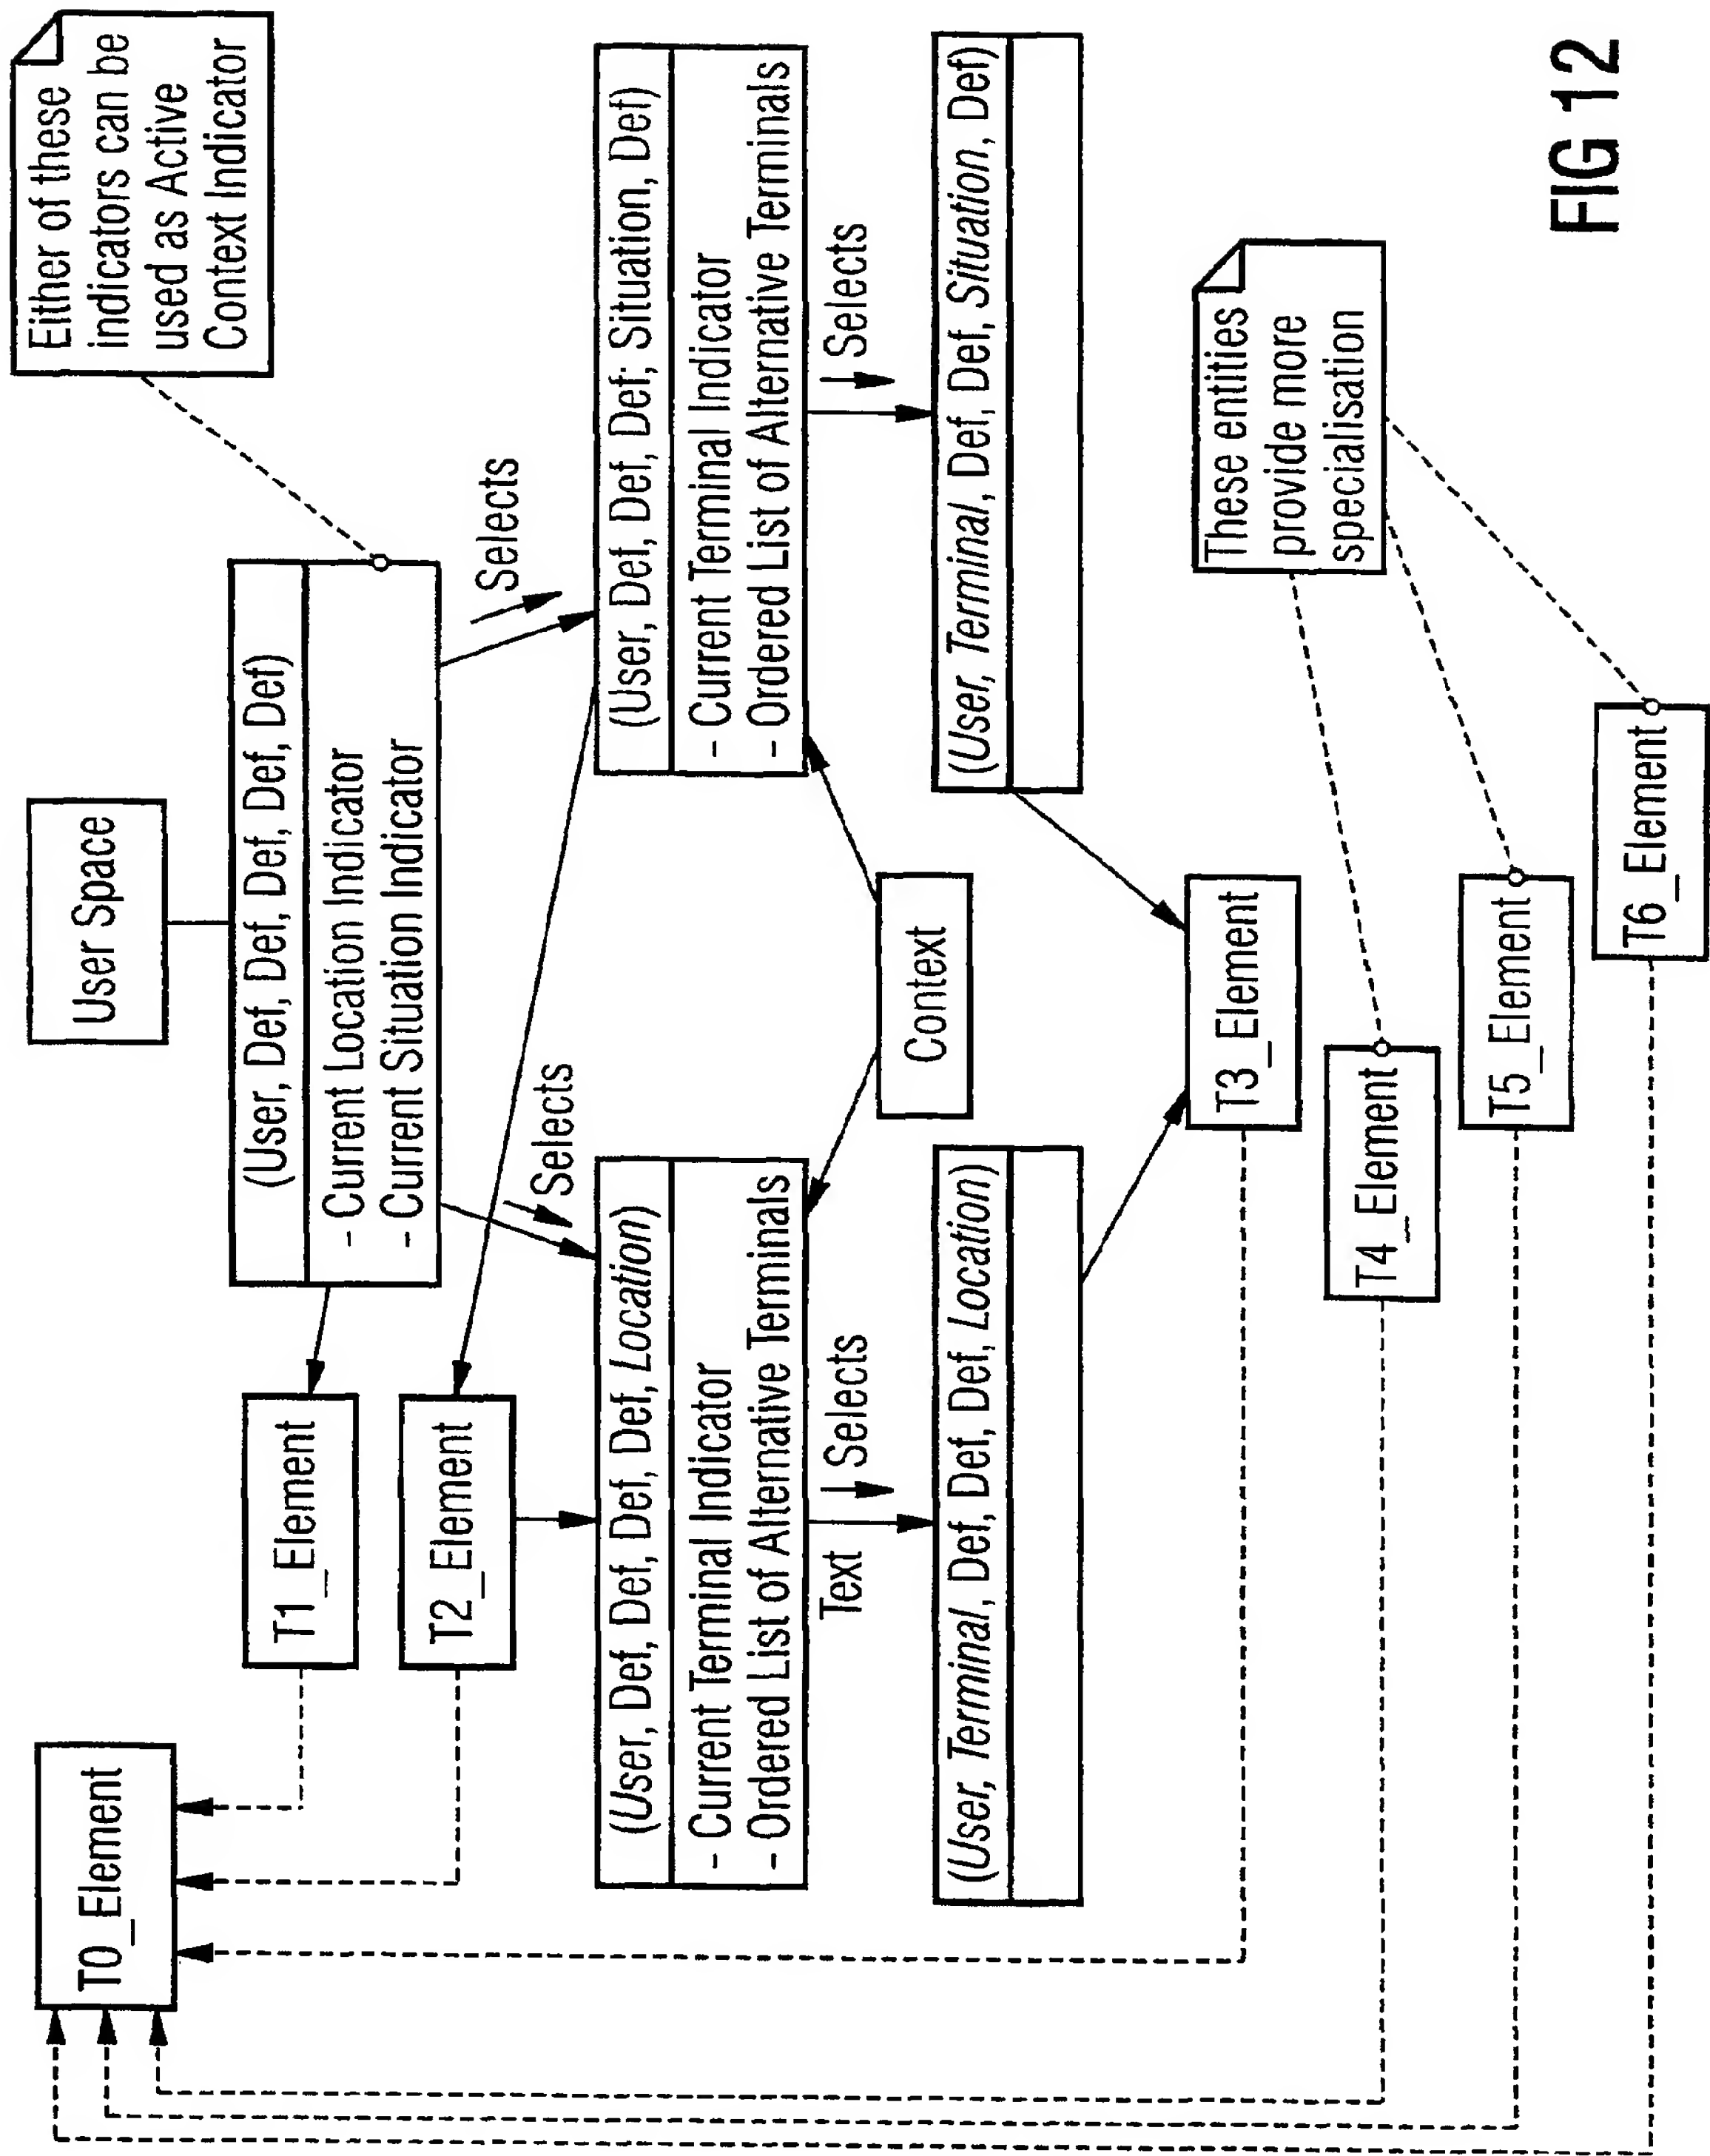 User Space
Either of these
indicators can be
used as Active
Context Indicator
T0_Element
T1_Element
(User, Def, Def, Def, Def, Def)
- Current Location Indicator
- Current Situation Indicator
T2_Element
Selects
Selects
(User, Def, Def, Def, Def, Location)
- Current Terminal Indicator
- Ordered List of Alternative Terminals
(User, Def, Def, Def; Situation, Def)
- Current Terminal Indicator
- Ordered List of Alternative Terminals
Text
Selects
Context
Selects
(User, Terminal, Def, Def, Def, Location)
(User, Terminal, Def, Def, Situation, Def)
T3_Element
These entities
provide more
specialisation
T4_Element
T5_Element
T6_Element
FIG 12